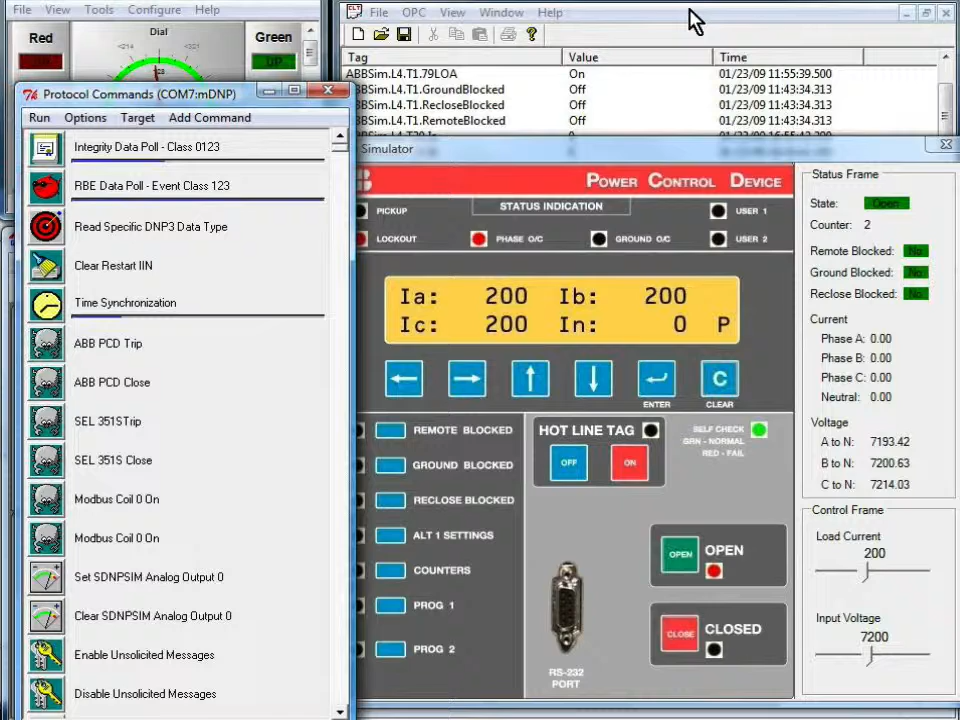 File View Tools Configure Help
Red
Dial
Green
UP
File OPC View Window Help
Tag Value Time
ABBSim.L4.T1.79LOA On 01/23/09 11:55:39.500
ABBSim.L4.T1.GroundBlocked Off 01/23/09 11:43:34.313
ABBSim.L4.T1.RecloseBlocked Off 01/23/09 11:43:34.313
ABBSim.L4.T1.RemoteBlocked Off 01/23/09 11:43:34.313
Protocol Commands (COM7:mDNP)
Run Options Target Add Command
Integrity Data Poll - Class 0123
RBE Data Poll - Event Class 123
Read Specific DNP3 Data Type
Clear Restart IIN
Time Synchronization
ABB PCD Trip
ABB PCD Close
SEL 351STrip
SEL 351S Close
Modbus Coil 0 On
Modbus Coil 0 On
Set SDNPSIM Analog Output 0
Clear SDNPSIM Analog Output 0
Enable Unsolicited Messages
Disable Unsolicited Messages
Simulator
POWER CONTROL DEVICE
STATUS INDICATION
PICKUP
USER 1
LOCKOUT
PHASE O/C
GROUND O/C
USER 2
Ia: 200 Ib: 200
Ic: 200 In: 0 P
ENTER
C
CLEAR
REMOTE BLOCKED
GROUND BLOCKED
RECLOSE BLOCKED
ALT 1 SETTINGS
COUNTERS
PROG 1
PROG 2
HOT LINE TAG
OFF
ON
SELF CHECK
GRN - NORMAL
RED - FAIL
OPEN
OPEN
CLOSE
CLOSED
RS-232
PORT
Status Frame
State: Open
Counter: 2
Remote Blocked: No
Ground Blocked: No
Reclose Blocked: No
Current
Phase A: 0.00
Phase B: 0.00
Phase C: 0.00
Neutral: 0.00
Voltage
A to N: 7193.42
B to N: 7200.63
C to N: 7214.03
Control Frame
Load Current
200
Input Voltage
7200